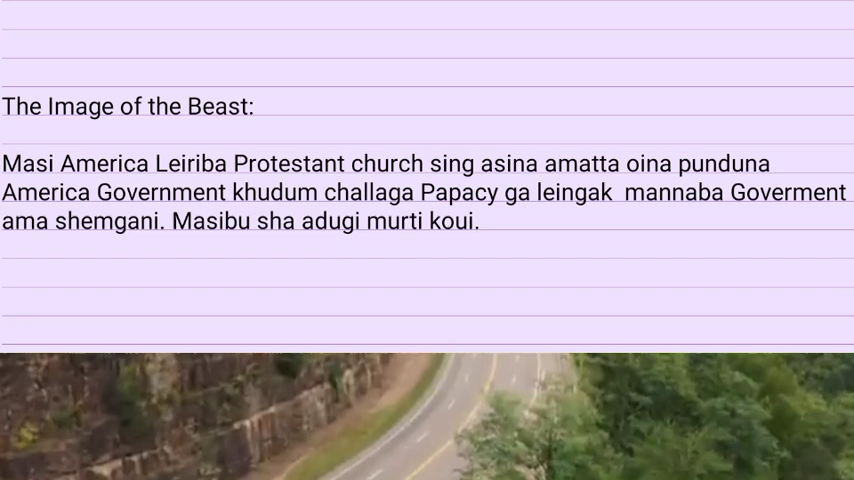 The Image of the Beast:
Masi America Leiriba Protestant church sing asina amatta oina punduna
America Government khudum challaga Papacy ga leingak mannaba Goverment
ama shemgani. Masibu sha adugi murti koui.